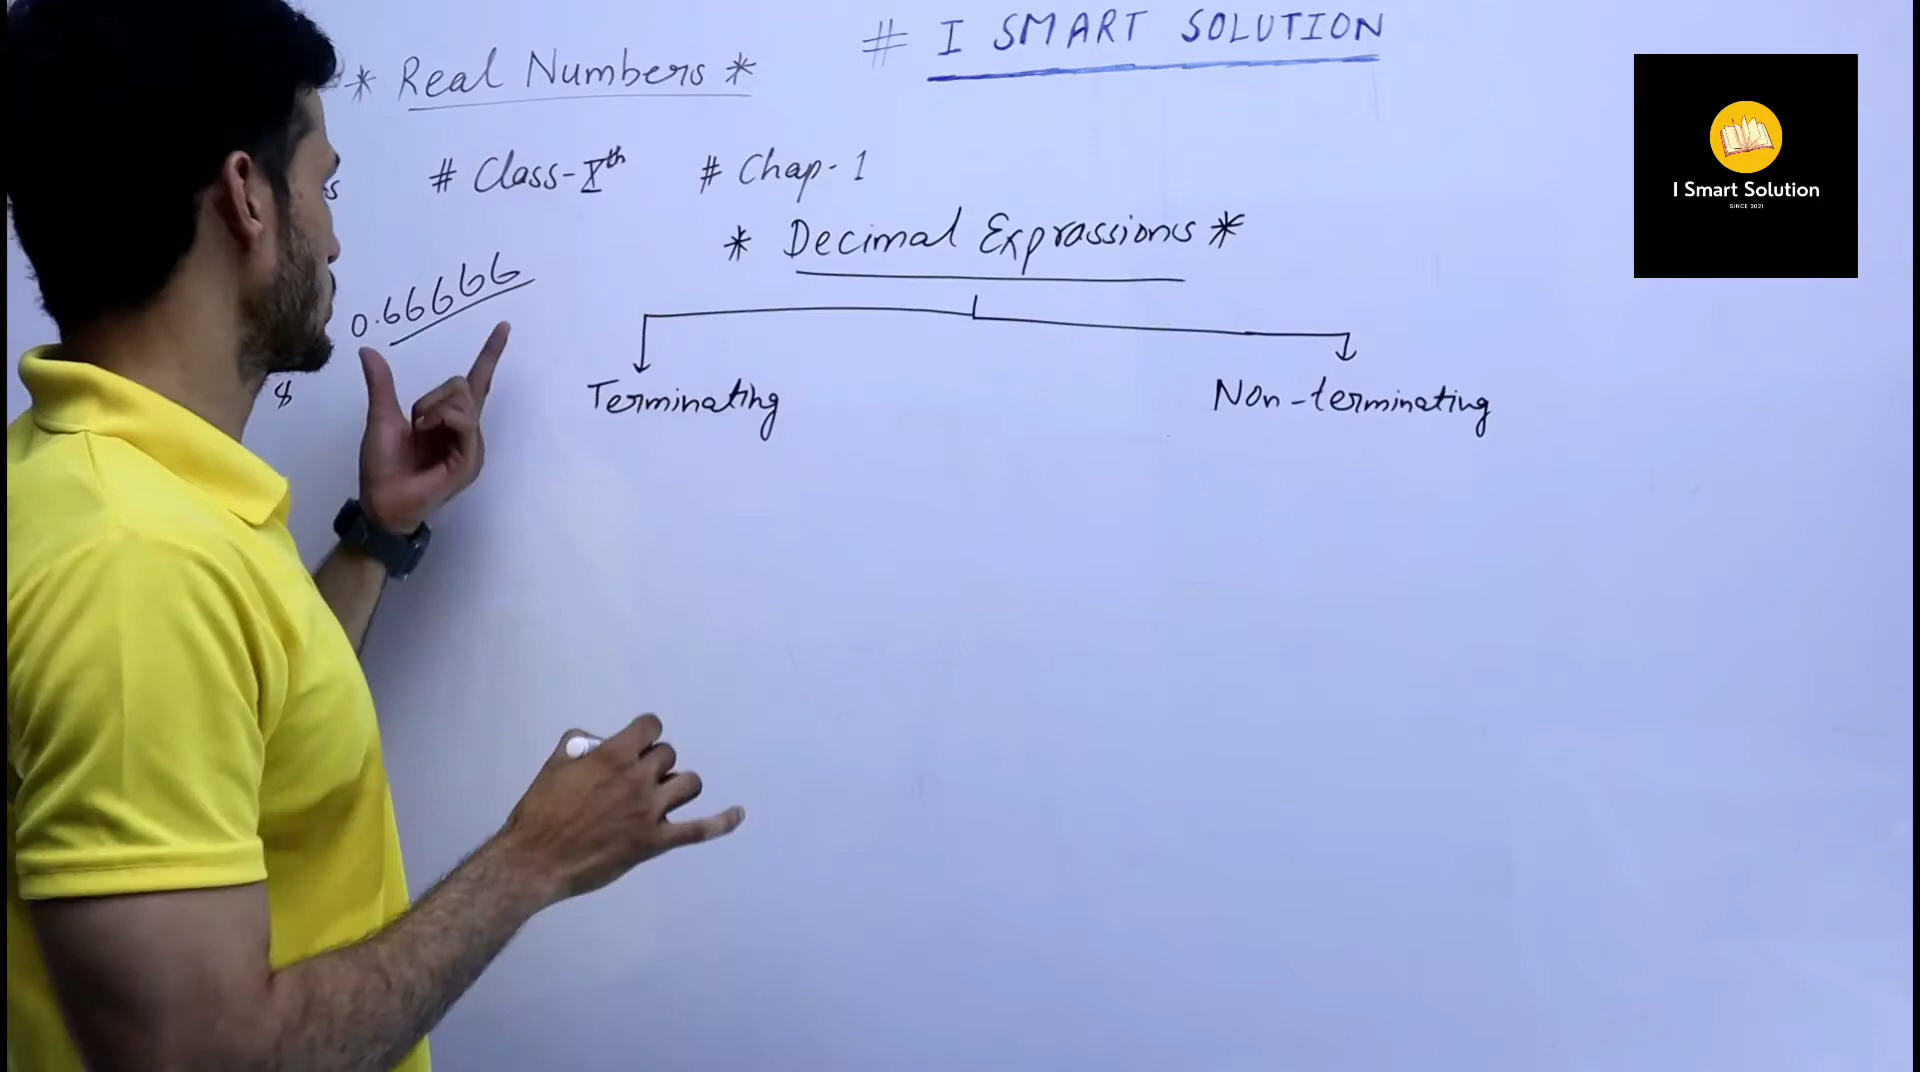 # I SMART SOLUTION
* Real Numbers *
# Class-Xth # Chap-1
* Decimal Exprassions *
0.66666
Terminating
Non-terminating
I Smart Solution
SINCE 2021